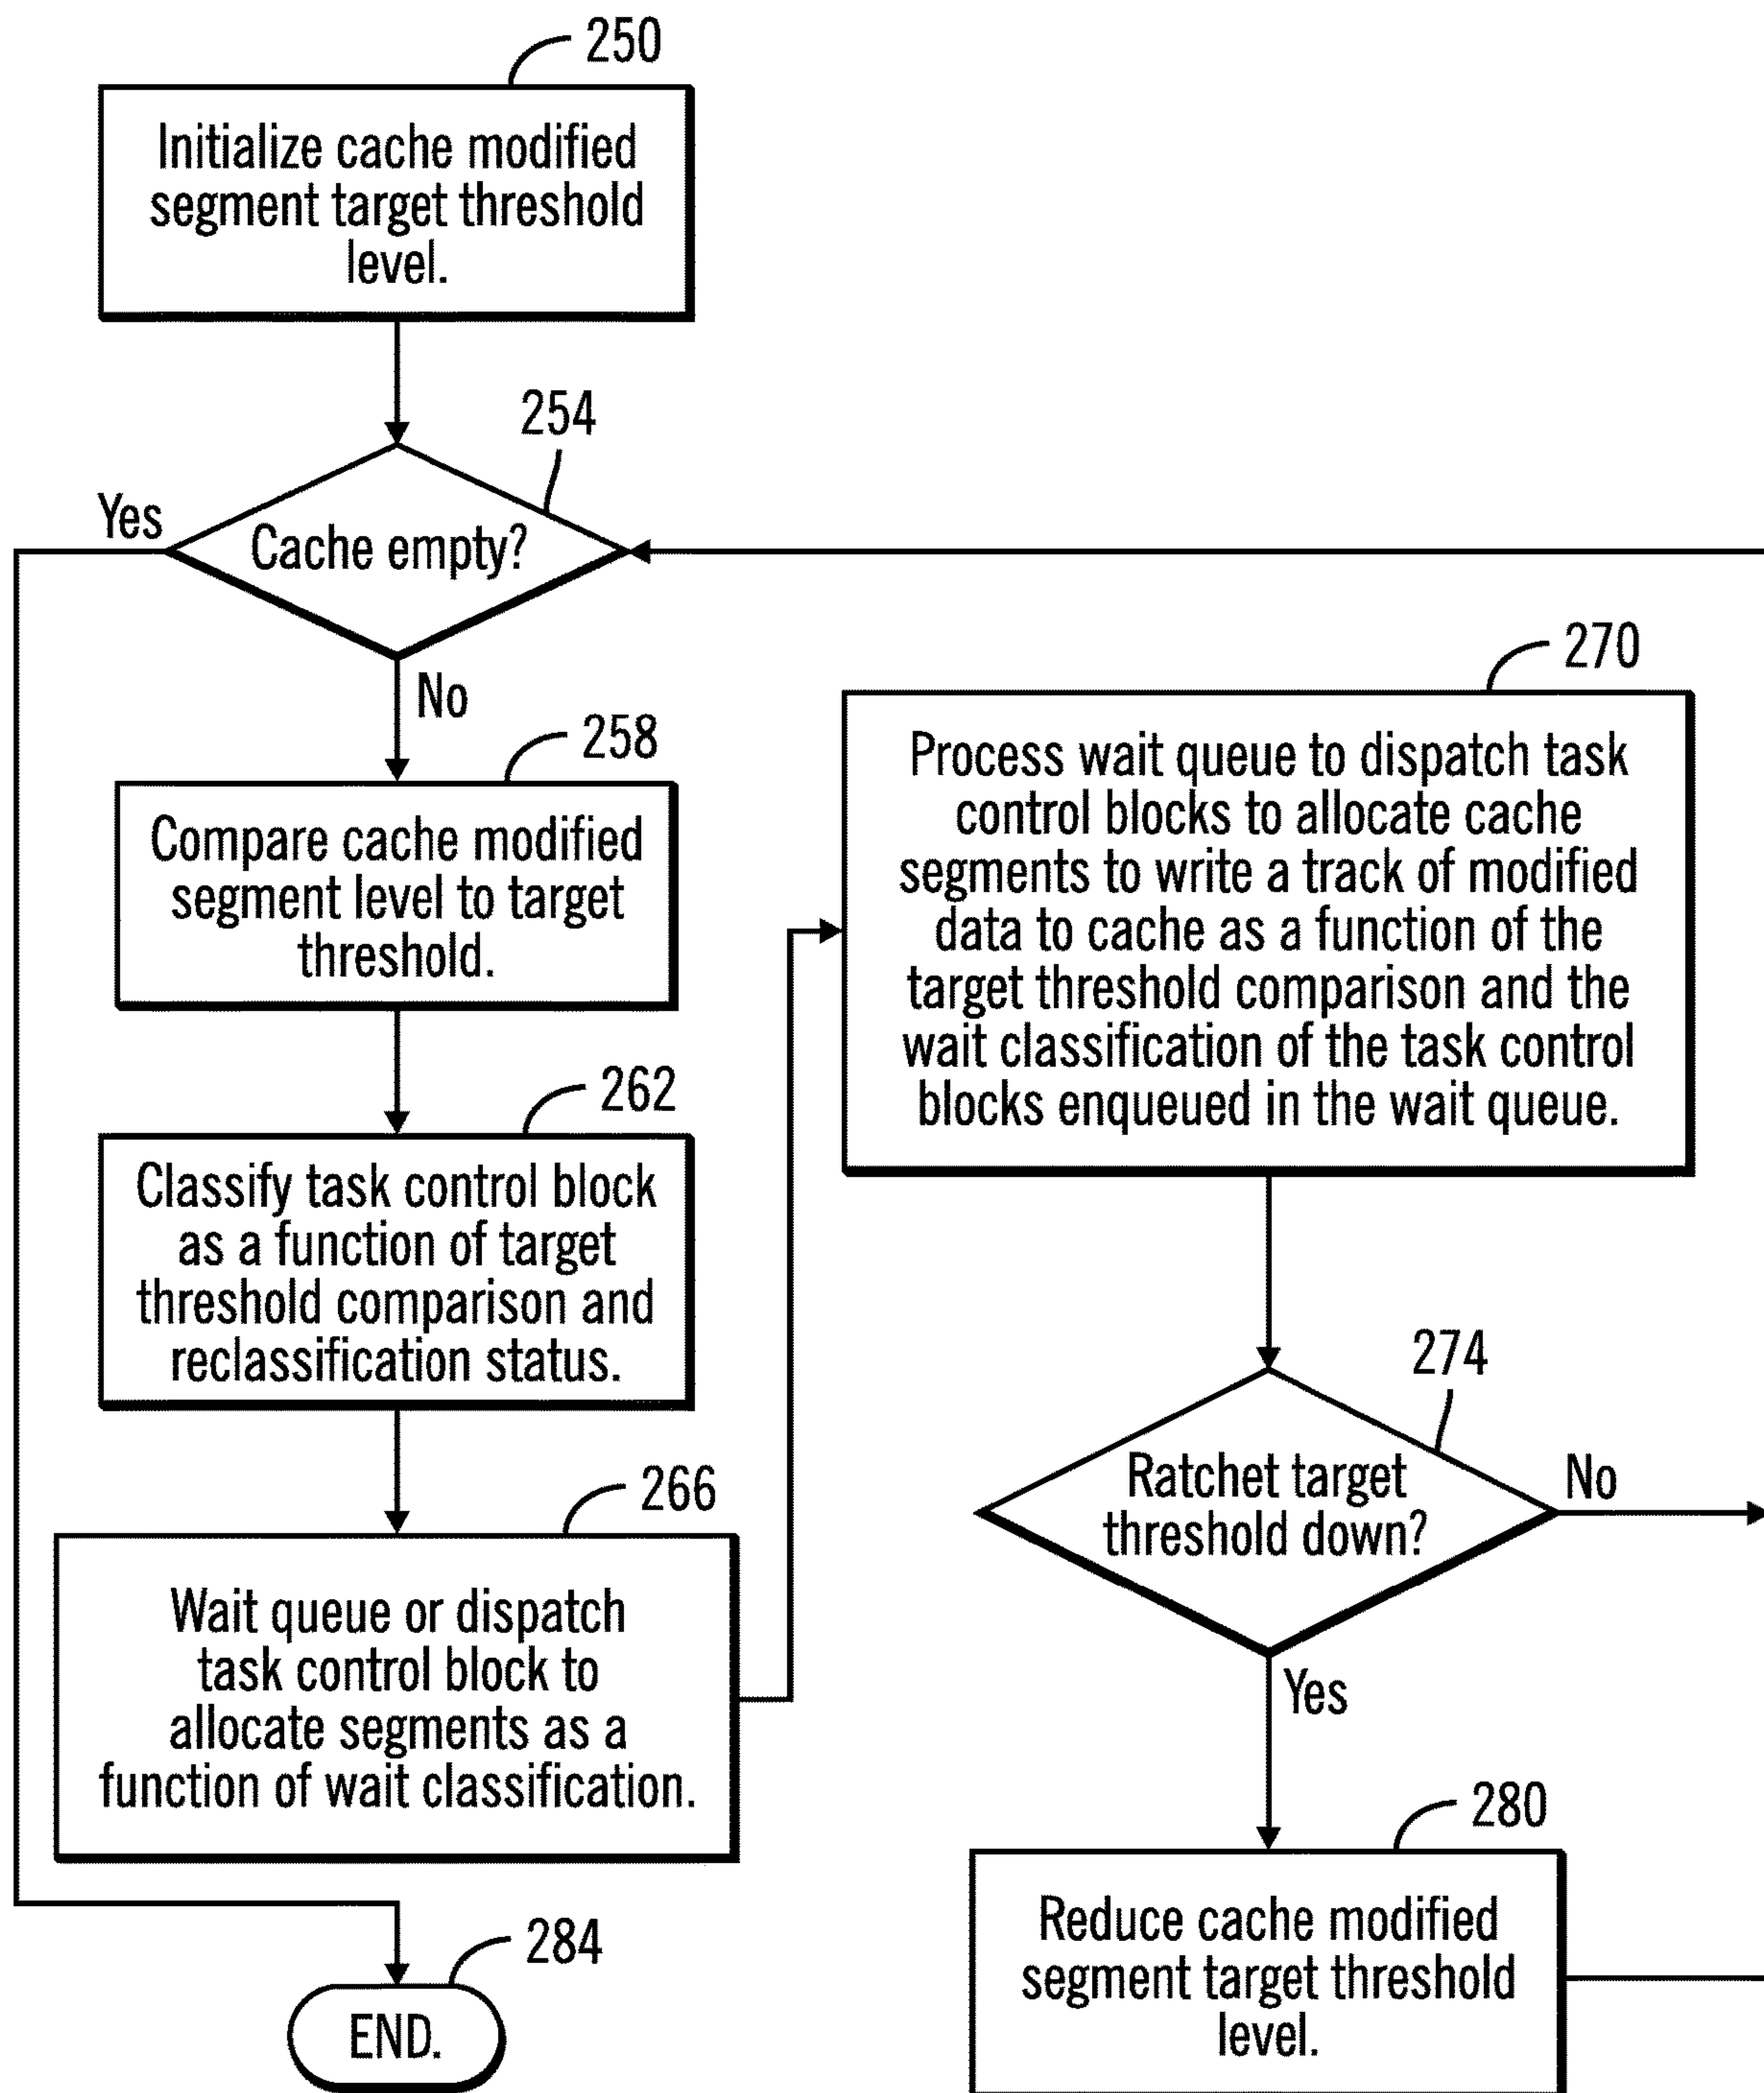 250
Initialize cache modified
segment target threshold
level.
254
Yes
Cache empty?
No
258
Compare cache modified
segment level to target
threshold.
262
Classify task control block
as a function of target
threshold comparison and
reclassification status.
266
Wait queue or dispatch
task control block to
allocate segments as a
function of wait classification.
270
Process wait queue to dispatch task
control blocks to allocate cache
segments to write a track of modified
data to cache as a function of the
target threshold comparison and the
wait classification of the task control
blocks enqueued in the wait queue.
274
Ratchet target
threshold down?
No
Yes
280
Reduce cache modified
segment target threshold
level.
284
END.